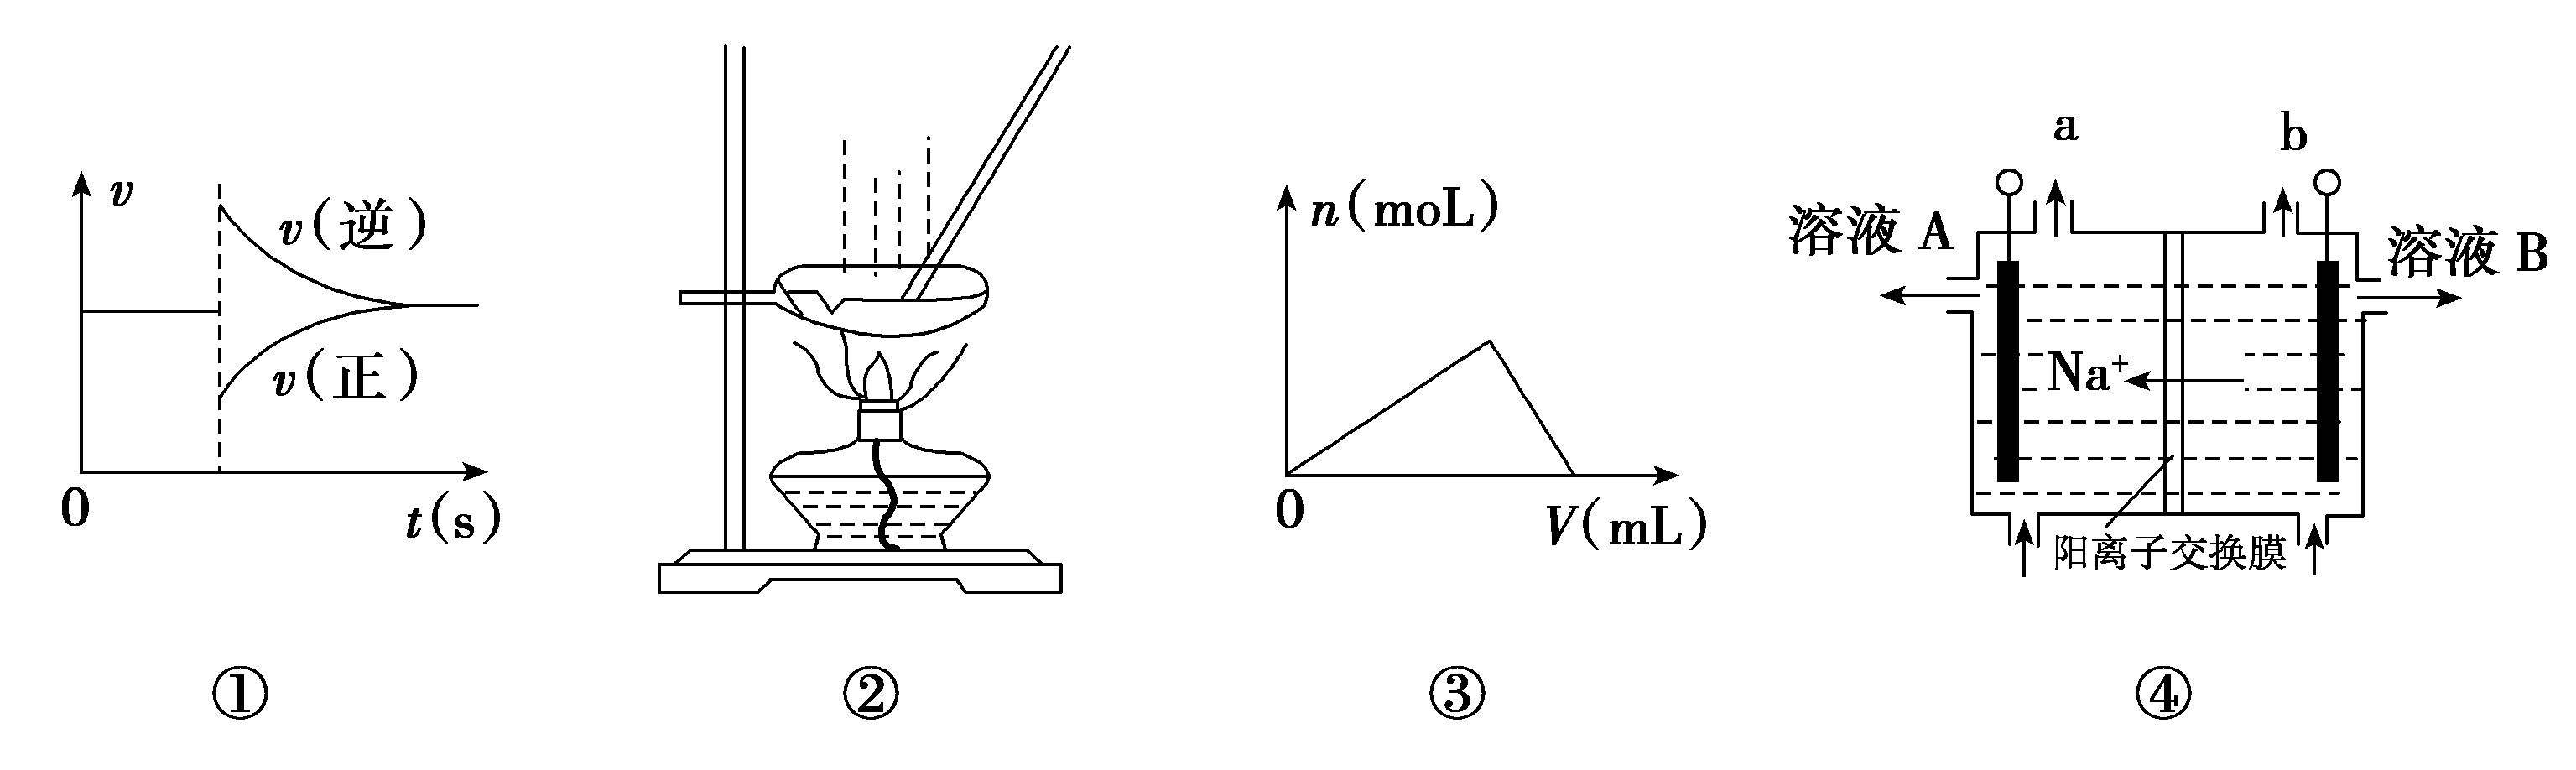 v
v(逆)
v(正)
0
t(s)
①
②
n(moL)
0
V(mL)
③
a
b
溶液 A
溶液 B
Na⁺
阳离子交换膜
④